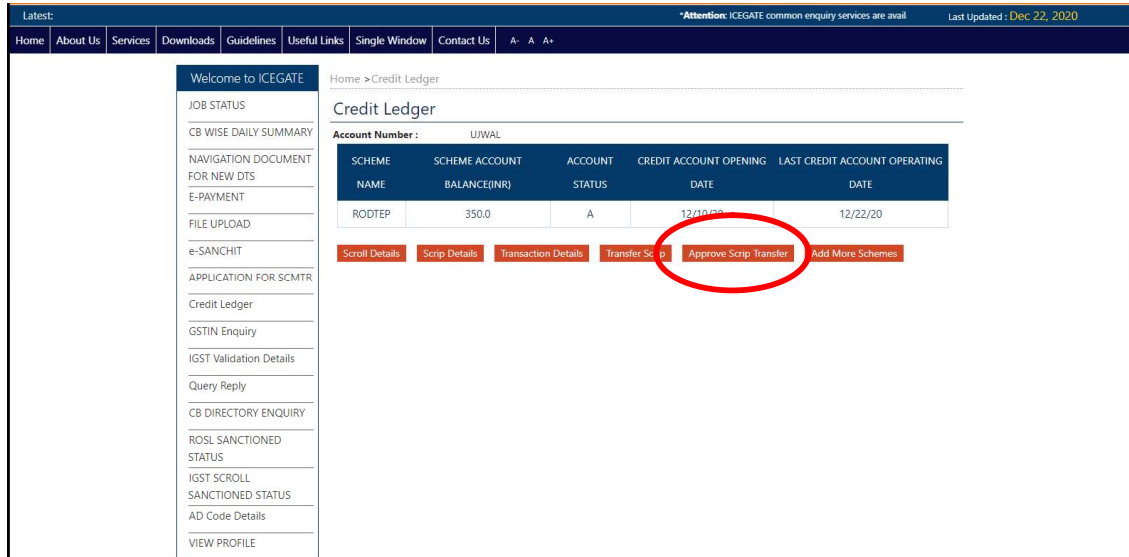 Latest:
*Attention: ICEGATE common enquiry services are avail
Last Updated : Dec 22, 2020
Home About Us Services Downloads Guidelines Useful Links Single Window Contact Us A- A A+
Welcome to ICEGATE
JOB STATUS
CB WISE DAILY SUMMARY
NAVIGATION DOCUMENT
FOR NEW DTS
E-PAYMENT
FILE UPLOAD
e-SANCHIT
APPLICATION FOR SCMTR
Credit Ledger
GSTIN Enquiry
IGST Validation Details
Query Reply
CB DIRECTORY ENQUIRY
ROSL SANCTIONED
STATUS
IGST SCROLL
SANCTIONED STATUS
AD Code Details
VIEW PROFILE
Home >Credit Ledger
Credit Ledger
Account Number : UJWAL
SCHEME NAME
SCHEME ACCOUNT BALANCE(INR)
ACCOUNT STATUS
CREDIT ACCOUNT OPENING DATE
LAST CREDIT ACCOUNT OPERATING DATE
RODTEP 350.0 A 12/22/20
Scroll Details Scrip Details Transaction Details Transfer Scrip Approve Scrip Transfer Add More Schemes